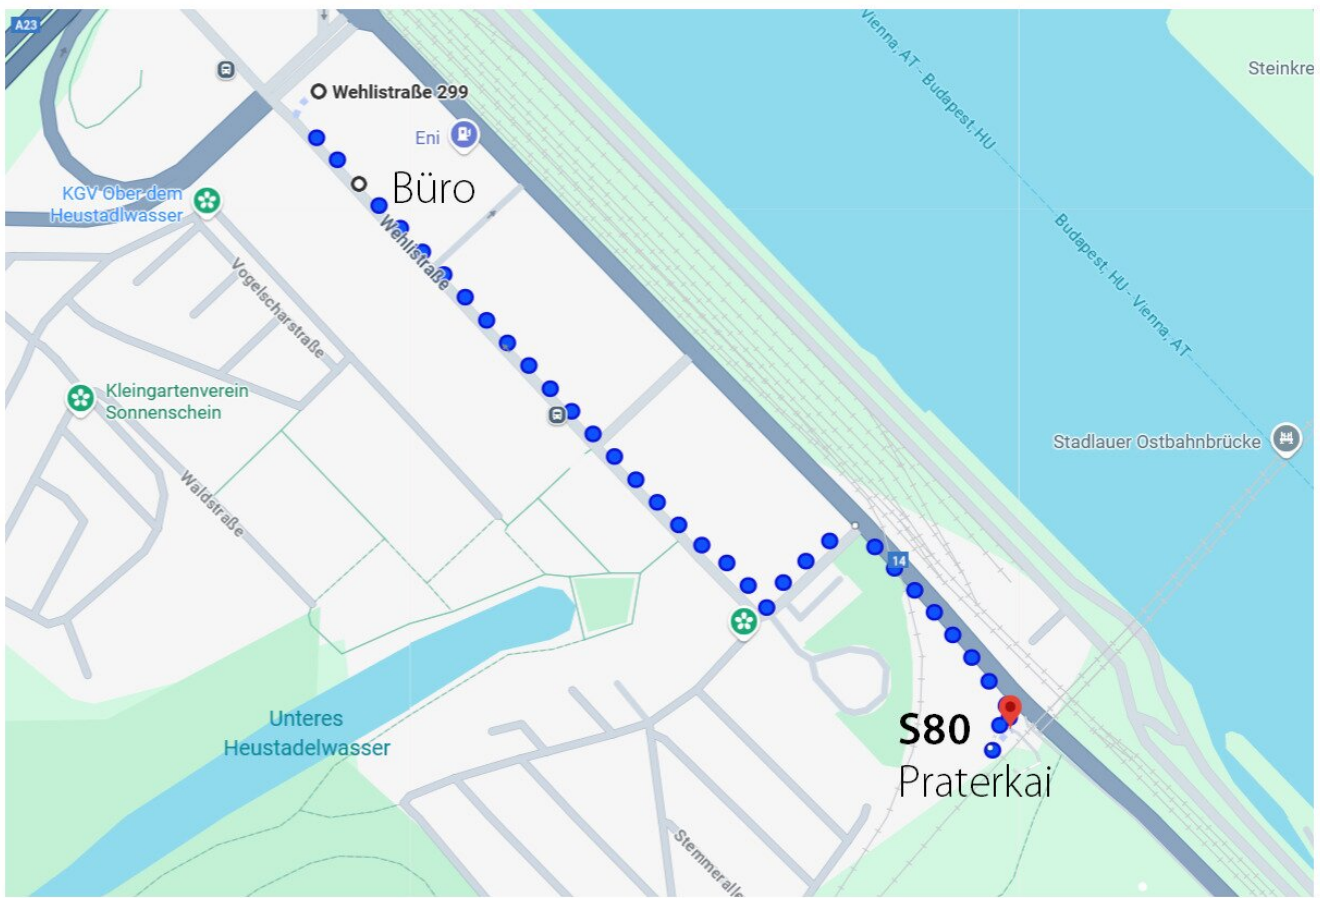 A23
Vienna, AT - Budapest, HU
Steinkre
Wehlistraße 299
Eni
Büro
KGV Ober dem
Heustadlwasser
Wehlistraße
Budapest, HU - Vienna, AT
Vogelscharstraße
Kleingartenverein
Sonnenschein
Stadlauer Ostbahnbrücke
Waldstraße
14
Unteres
Heustadelwasser
S80
Praterkai
Stemmeralle